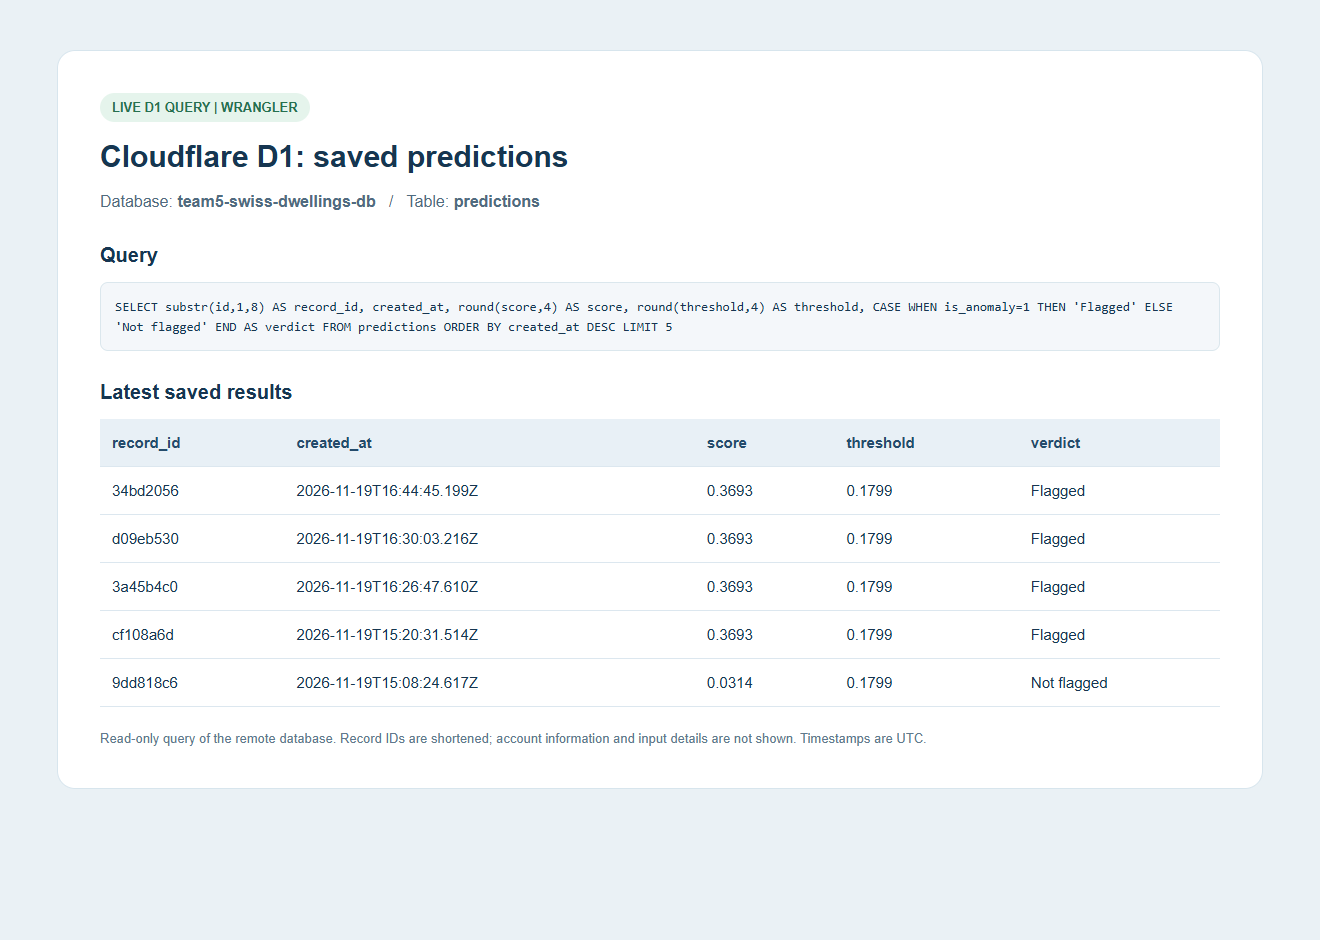 LIVE D1 QUERY | WRANGLER
Cloudflare D1: saved predictions
Database: team5-swiss-dwellings-db / Table: predictions
Query
SELECT substr(id,1,8) AS record_id, created_at, round(score,4) AS score, round(threshold,4) AS threshold, CASE WHEN is_anomaly=1 THEN 'Flagged' ELSE
'Not flagged' END AS verdict FROM predictions ORDER BY created_at DESC LIMIT 5
Latest saved results
record_id created_at score threshold verdict
34bd2056 2026-11-19T16:44:45.199Z 0.3693 0.1799 Flagged
d09eb530 2026-11-19T16:30:03.216Z 0.3693 0.1799 Flagged
3a45b4c0 2026-11-19T16:26:47.610Z 0.3693 0.1799 Flagged
cf108a6d 2026-11-19T15:20:31.514Z 0.3693 0.1799 Flagged
9dd818c6 2026-11-19T15:08:24.617Z 0.0314 0.1799 Not flagged
Read-only query of the remote database. Record IDs are shortened; account information and input details are not shown. Timestamps are UTC.